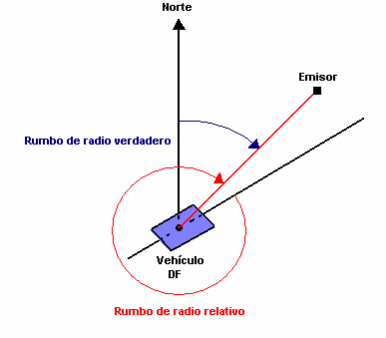 Norte
Emisor
Rumbo de radio verdadero
Vehículo
DF
Rumbo de radio relativo